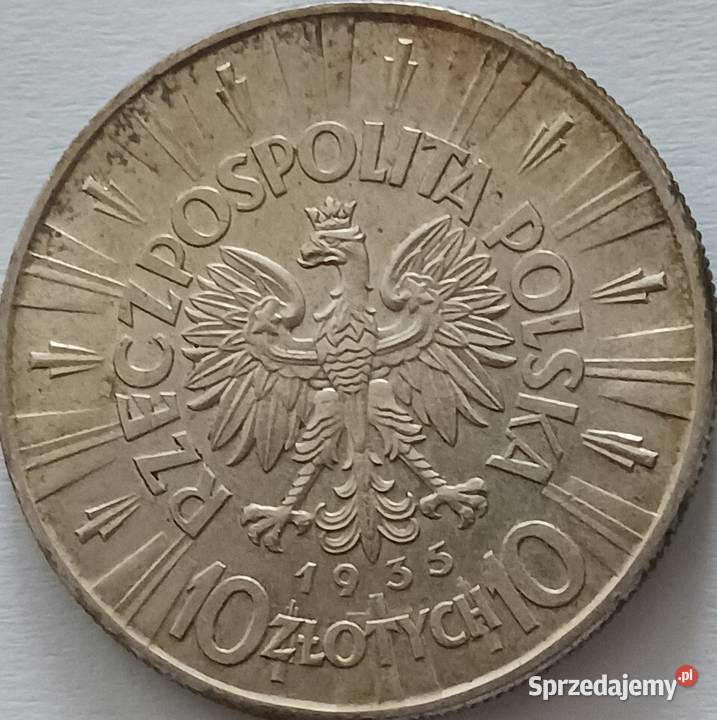 RZECZPOSPOLITA POLSKA
1935
10 ZŁOTYCH 10
Sprzedajemy.pl